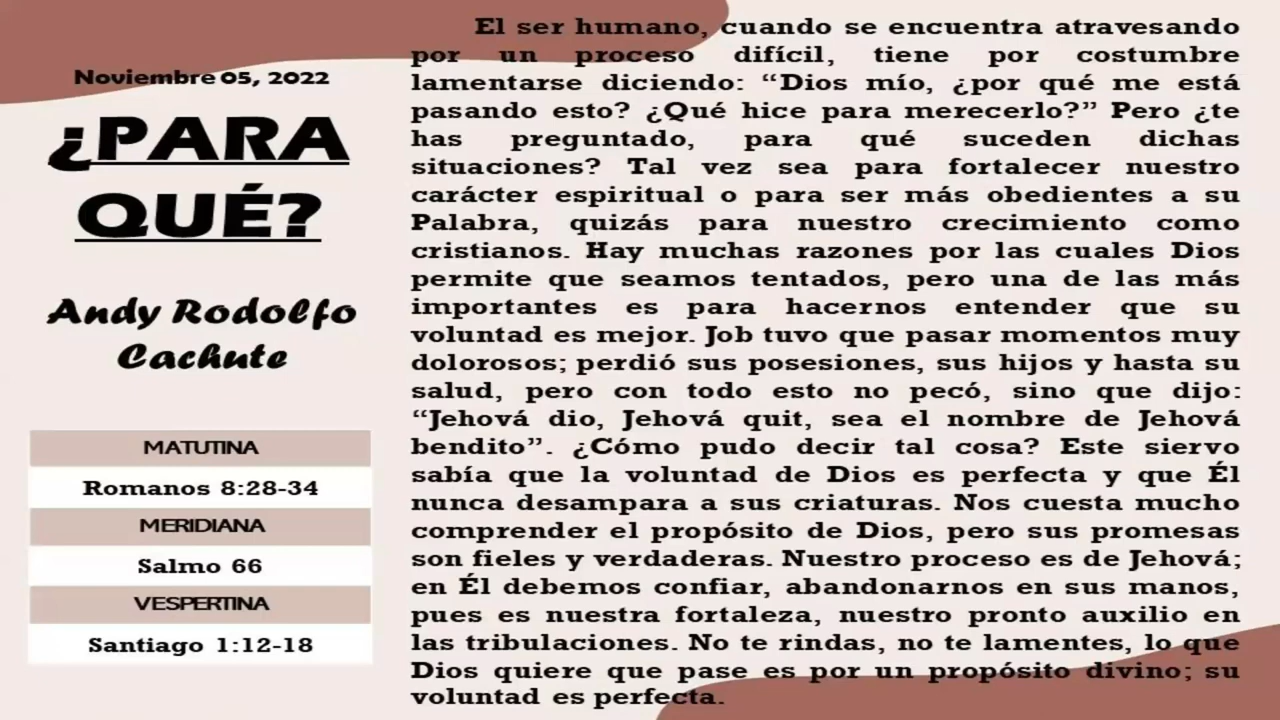 Noviembre 05, 2022
¿PARA
QUÉ?
Andy Rodolfo
Cachute
MATUTINA
Romanos 8:28-34
MERIDIANA
Salmo 66
VESPERTINA
Santiago 1:12-18
El ser humano, cuando se encuentra atravesando
por un proceso difícil, tiene por costumbre
lamentarse diciendo: “Dios mío, ¿por qué me está
pasando esto? ¿Qué hice para merecerlo?” Pero ¿te
has preguntado, para qué suceden dichas
situaciones? Tal vez sea para fortalecer nuestro
carácter espiritual o para ser más obedientes a su
Palabra, quizás para nuestro crecimiento como
cristianos. Hay muchas razones por las cuales Dios
permite que seamos tentados, pero una de las más
importantes es para hacernos entender que su
voluntad es mejor. Job tuvo que pasar momentos muy
dolorosos; perdió sus posesiones, sus hijos y hasta su
salud, pero con todo esto no pecó, sino que dijo:
“Jehová dio, Jehová quit, sea el nombre de Jehová
bendito”. ¿Cómo pudo decir tal cosa? Este siervo
sabía que la voluntad de Dios es perfecta y que Él
nunca desampara a sus criaturas. Nos cuesta mucho
comprender el propósito de Dios, pero sus promesas
son fieles y verdaderas. Nuestro proceso es de Jehová;
en Él debemos confiar, abandonarnos en sus manos,
pues es nuestra fortaleza, nuestro pronto auxilio en
las tribulaciones. No te rindas, no te lamentes, lo que
Dios quiere que pase es por un propósito divino; su
voluntad es perfecta.